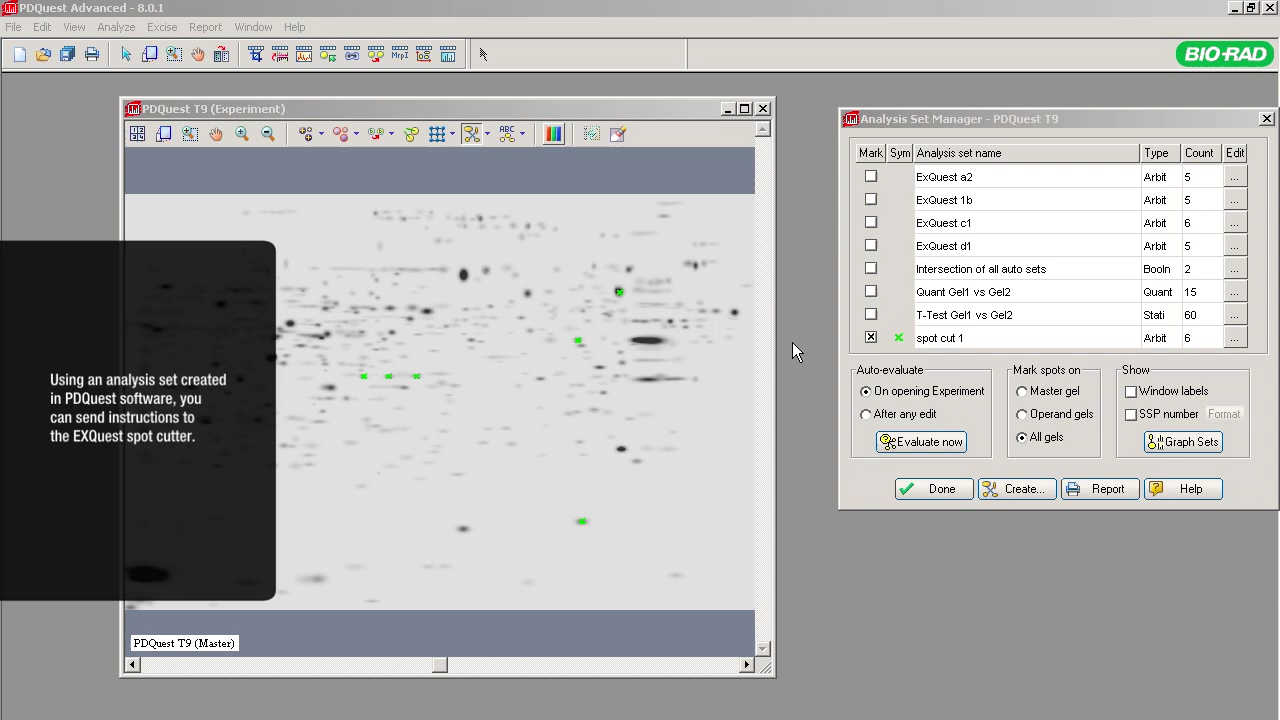 PDQuest Advanced - 8.0.1
File Edit View Analyze Excise Report Window Help
MrpI
BIO-RAD
PDQuest T9 (Experiment)
ABC
Using an analysis set created
in PDQuest software, you
can send instructions to
the EXQuest spot cutter.
PDQuest T9 (Master)
Analysis Set Manager - PDQuest T9
Mark Sym Analysis set name Type Count Edit
ExQuest a2 Arbit 5 ...
ExQuest 1b Arbit 5 ...
ExQuest c1 Arbit 6 ...
ExQuest d1 Arbit 5 ...
Intersection of all auto sets Booln 2 ...
Quant Gel1 vs Gel2 Quant 15 ...
T-Test Gel1 vs Gel2 Stati 60 ...
spot cut 1 Arbit 6 ...
Auto-evaluate Mark spots on Show
On opening Experiment Master gel Window labels
After any edit Operand gels SSP number Format
Evaluate now All gels Graph Sets
Done Create... Report Help